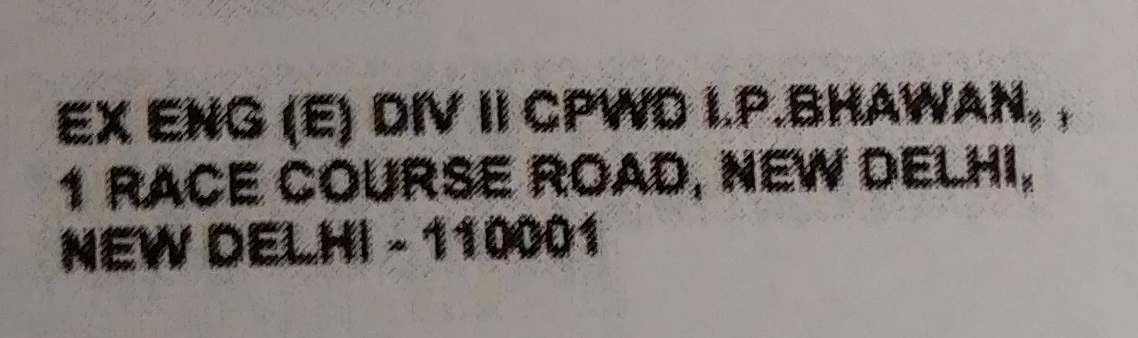 EX ENG (E) DIV II CPWD I.P.BHAWAN, ,
1 RACE COURSE ROAD, NEW DELHI,
NEW DELHI - 110001